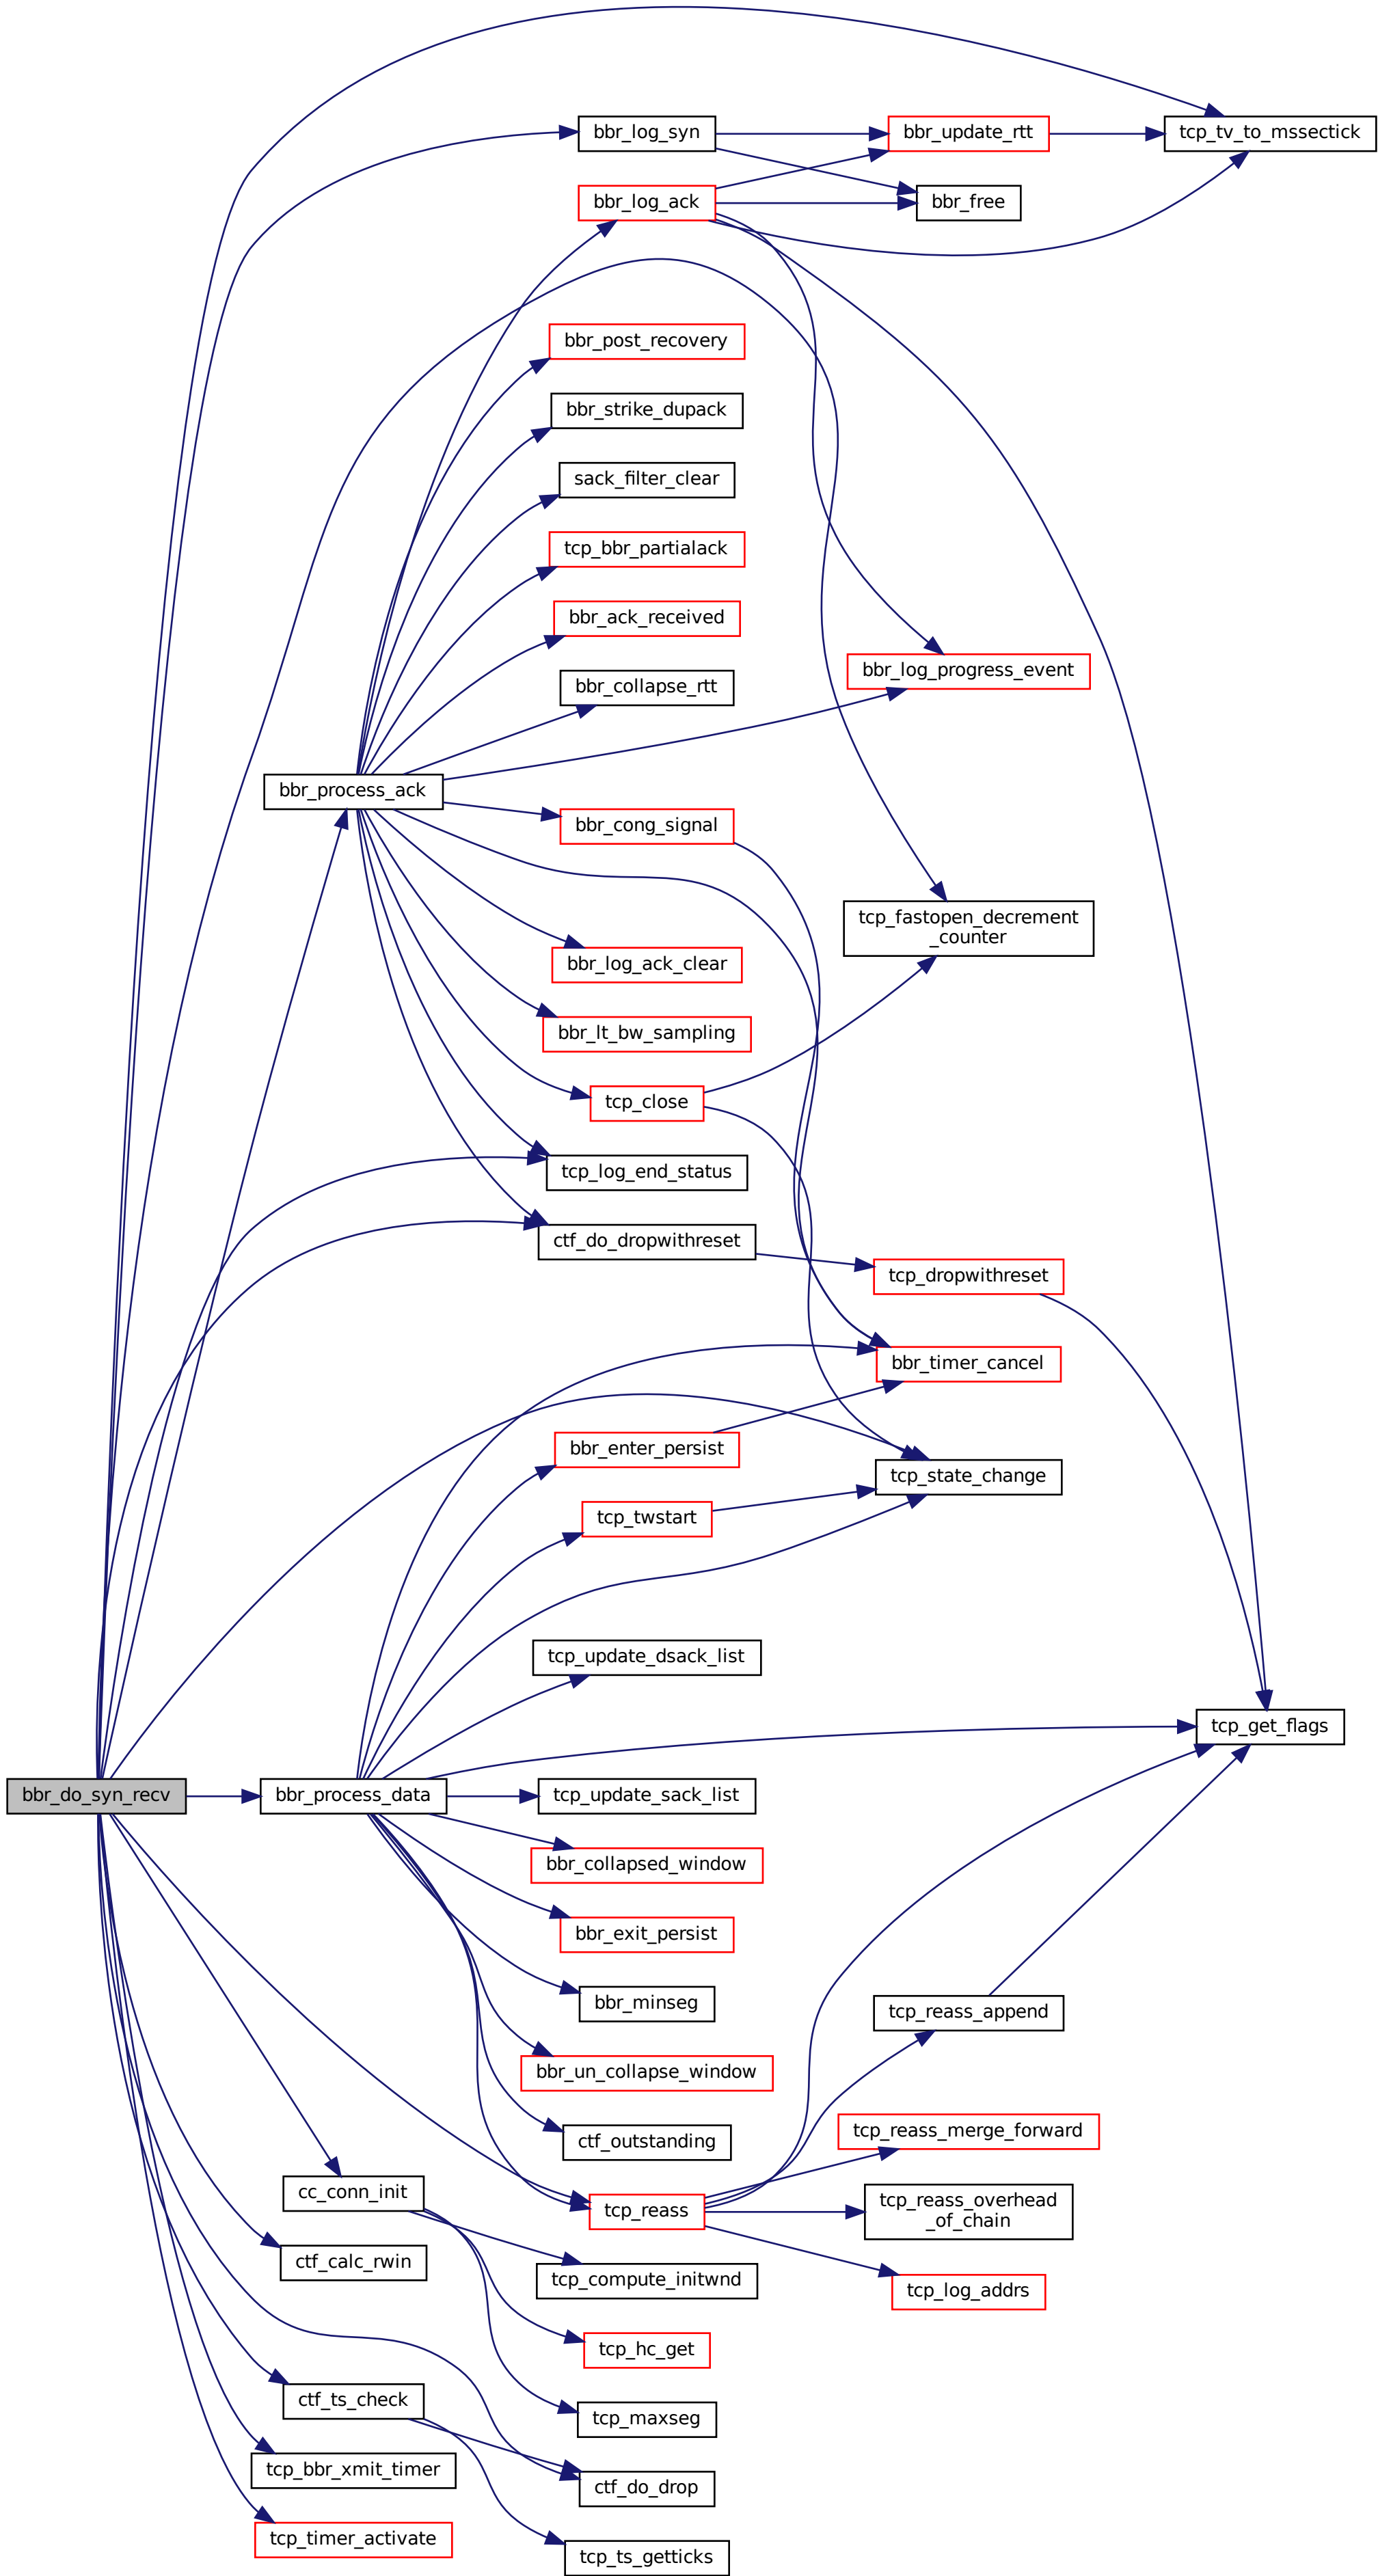 bbr_log_syn
bbr_update_rtt
tcp_tv_to_mssectick
bbr_log_ack
bbr_free
bbr_post_recovery
bbr_strike_dupack
sack_filter_clear
tcp_bbr_partialack
bbr_ack_received
bbr_log_progress_event
bbr_collapse_rtt
bbr_process_ack
bbr_cong_signal
tcp_fastopen_decrement
_counter
bbr_log_ack_clear
bbr_lt_bw_sampling
tcp_close
tcp_log_end_status
ctf_do_dropwithreset
tcp_dropwithreset
bbr_timer_cancel
bbr_enter_persist
tcp_state_change
tcp_twstart
tcp_update_dsack_list
tcp_get_flags
bbr_do_syn_recv
bbr_process_data
tcp_update_sack_list
bbr_collapsed_window
bbr_exit_persist
bbr_minseg
tcp_reass_append
bbr_un_collapse_window
ctf_outstanding
tcp_reass_merge_forward
cc_conn_init
tcp_reass
tcp_reass_overhead
_of_chain
ctf_calc_rwin
tcp_compute_initwnd
tcp_log_addrs
tcp_hc_get
ctf_ts_check
tcp_maxseg
tcp_bbr_xmit_timer
ctf_do_drop
tcp_timer_activate
tcp_ts_getticks